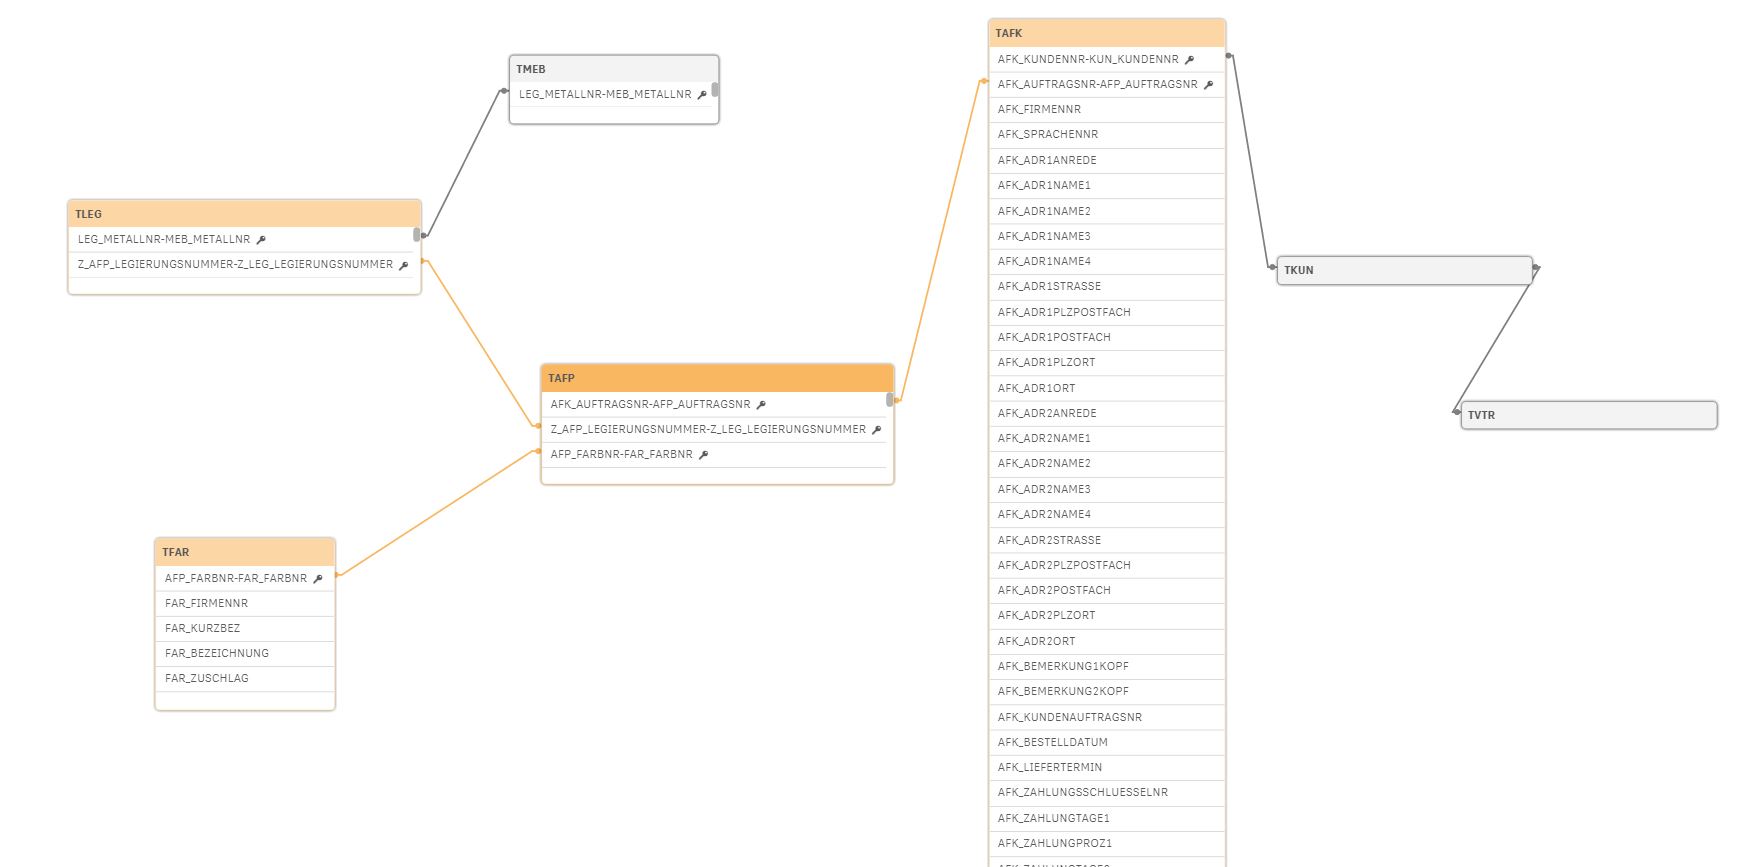 TMEB
LEG_METALLNR-MEB_METALLNR
TLEG
LEG_METALLNR-MEB_METALLNR
Z_AFP_LEGIERUNGSNUMMER-Z_LEG_LEGIERUNGSNUMMER
TAFP
AFK_AUFTRAGSNR-AFP_AUFTRAGSNR
Z_AFP_LEGIERUNGSNUMMER-Z_LEG_LEGIERUNGSNUMMER
AFP_FARBNR-FAR_FARBNR
TFAR
AFP_FARBNR-FAR_FARBNR
FAR_FIRMENNR
FAR_KURZBEZ
FAR_BEZEICHNUNG
FAR_ZUSCHLAG
TAFK
AFK_KUNDENNR-KUN_KUNDENNR
AFK_AUFTRAGSNR-AFP_AUFTRAGSNR
AFK_FIRMENNR
AFK_SPRACHENNR
AFK_ADR1ANREDE
AFK_ADR1NAME1
AFK_ADR1NAME2
AFK_ADR1NAME3
AFK_ADR1NAME4
AFK_ADR1STRASSE
AFK_ADR1PLZPOSTFACH
AFK_ADR1POSTFACH
AFK_ADR1PLZORT
AFK_ADR1ORT
AFK_ADR2ANREDE
AFK_ADR2NAME1
AFK_ADR2NAME2
AFK_ADR2NAME3
AFK_ADR2NAME4
AFK_ADR2STRASSE
AFK_ADR2PLZPOSTFACH
AFK_ADR2POSTFACH
AFK_ADR2PLZORT
AFK_ADR2ORT
AFK_BEMERKUNG1KOPF
AFK_BEMERKUNG2KOPF
AFK_KUNDENAUFTRAGSNR
AFK_BESTELLDATUM
AFK_LIEFERTERMIN
AFK_ZAHLUNGSSCHLUESSELNR
AFK_ZAHLUNGTAGE1
AFK_ZAHLUNGPROZ1
TKUN
TVTR